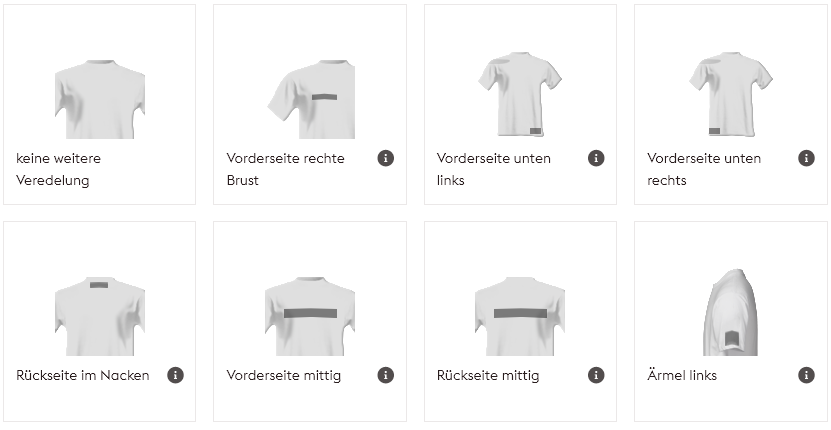 keine weitere
Veredelung
Vorderseite rechte
Brust
Vorderseite unten
links
Vorderseite unten
rechts
Rückseite im Nacken
Vorderseite mittig
Rückseite mittig
Ärmel links